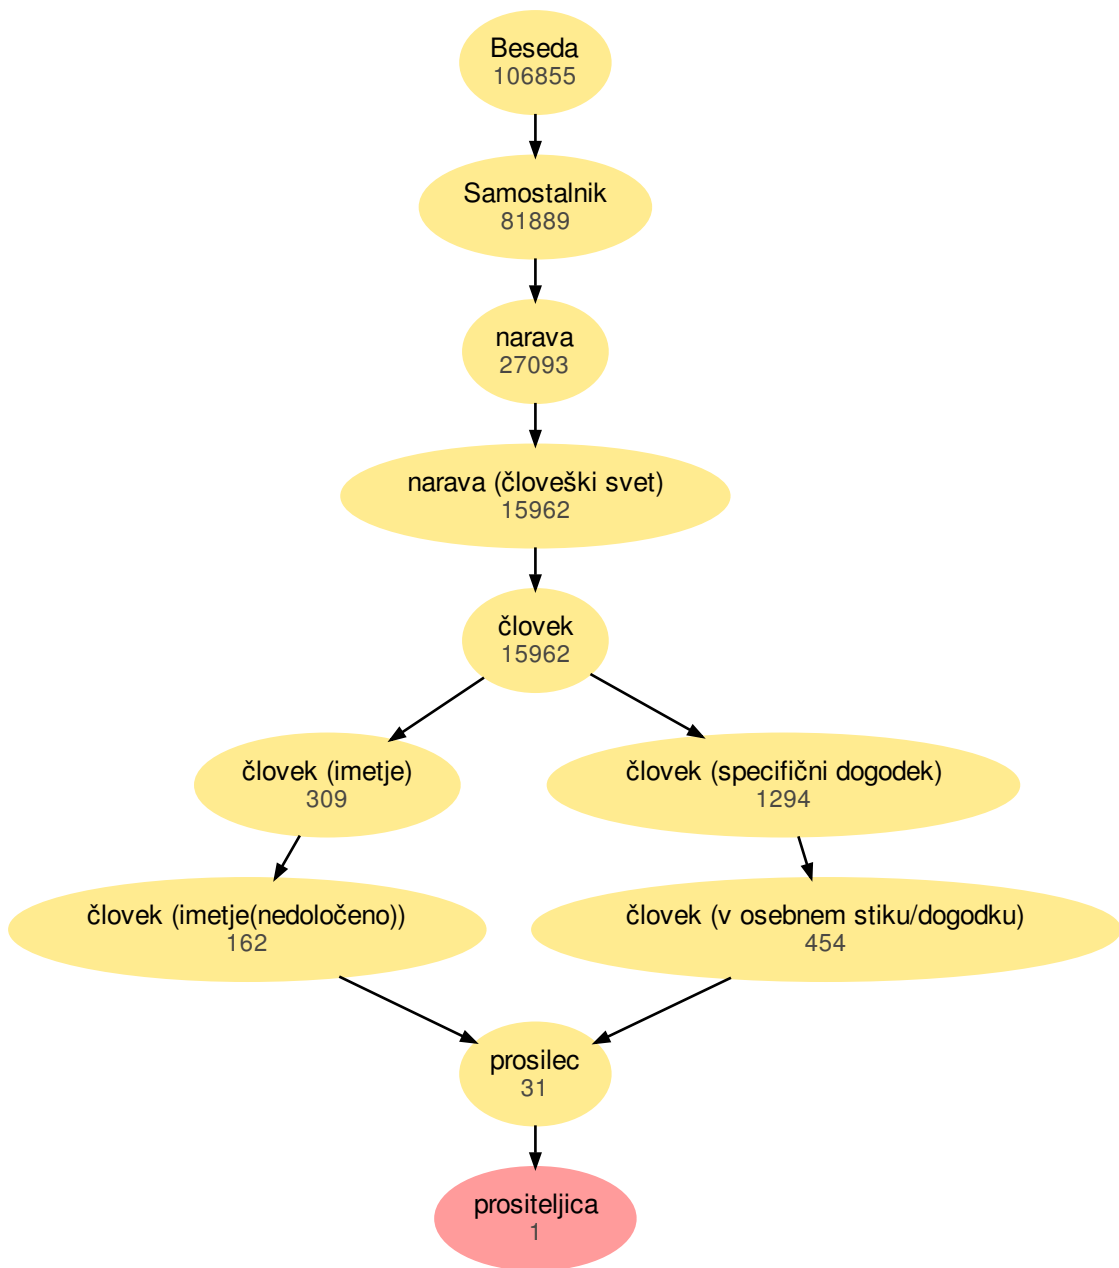 Beseda
106855
Samostalnik
81889
narava
27093
narava (človeški svet)
15962
človek
15962
človek (imetje)
309
človek (specifični dogodek)
1294
človek (imetje(nedoločeno))
162
človek (v osebnem stiku/dogodku)
454
prosilec
31
prositeljica
1